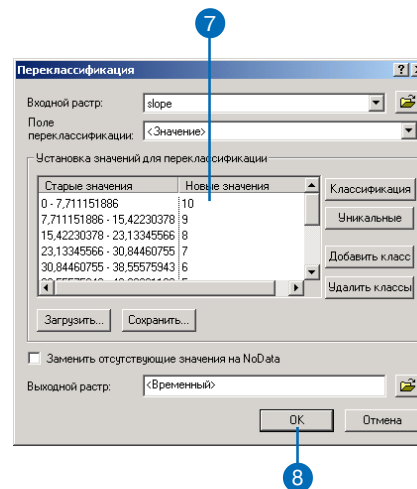 7
Переклассификация
Входной растр: slope
Поле переклассификации: <Значение>
Установка значений для переклассификации
Старые значения Новые значения
0 - 7,711151886 10
7,711151886 - 15,42230378 9
15,42230378 - 23,13345566 8
23,13345566 - 30,84460755 7
30,84460755 - 38,55575943 6
Классификация
Уникальные
Добавить класс
Удалить классы
Загрузить... Сохранить...
Заменить отсутствующие значения на NoData
Выходной растр: <Временный>
OK Отмена
8